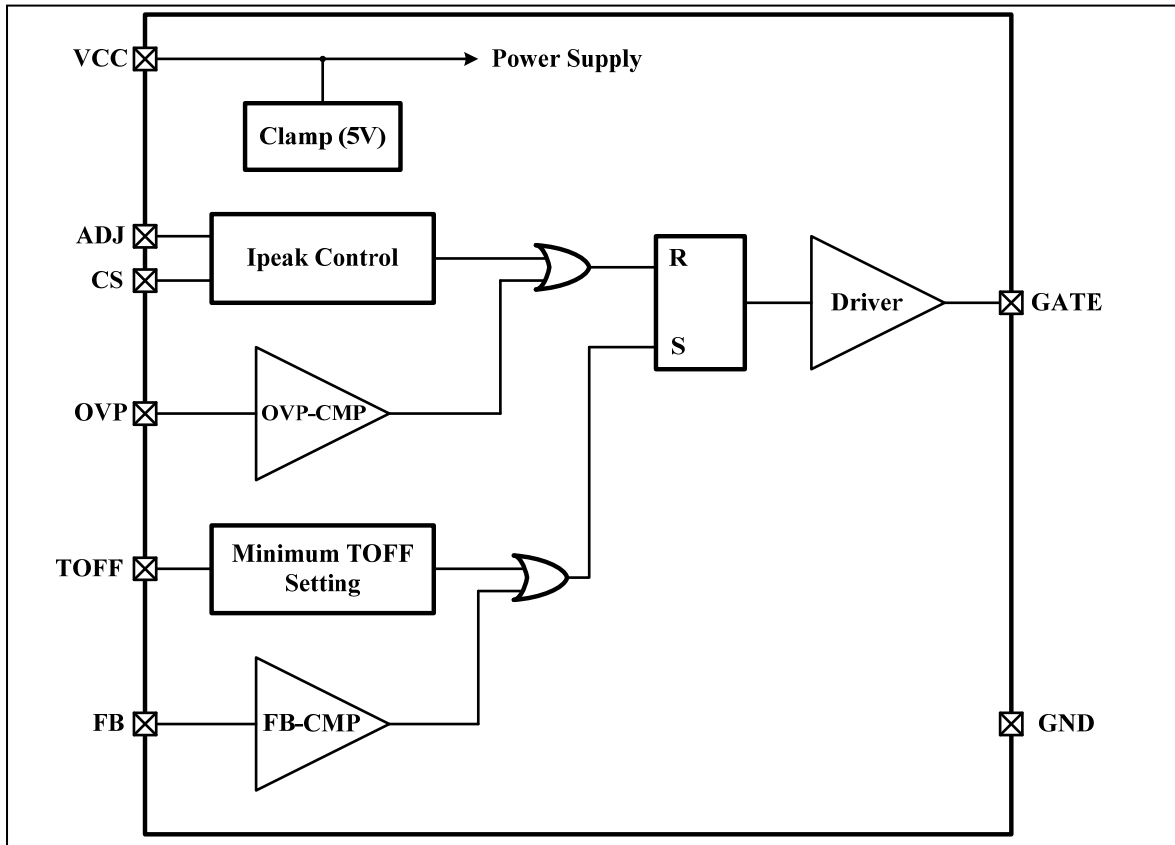 VCC
Power Supply
Clamp (5V)
ADJ
CS
Ipeak Control
R
S
Driver
GATE
OVP
OVP-CMP
TOFF
Minimum TOFF
Setting
FB
FB-CMP
GND